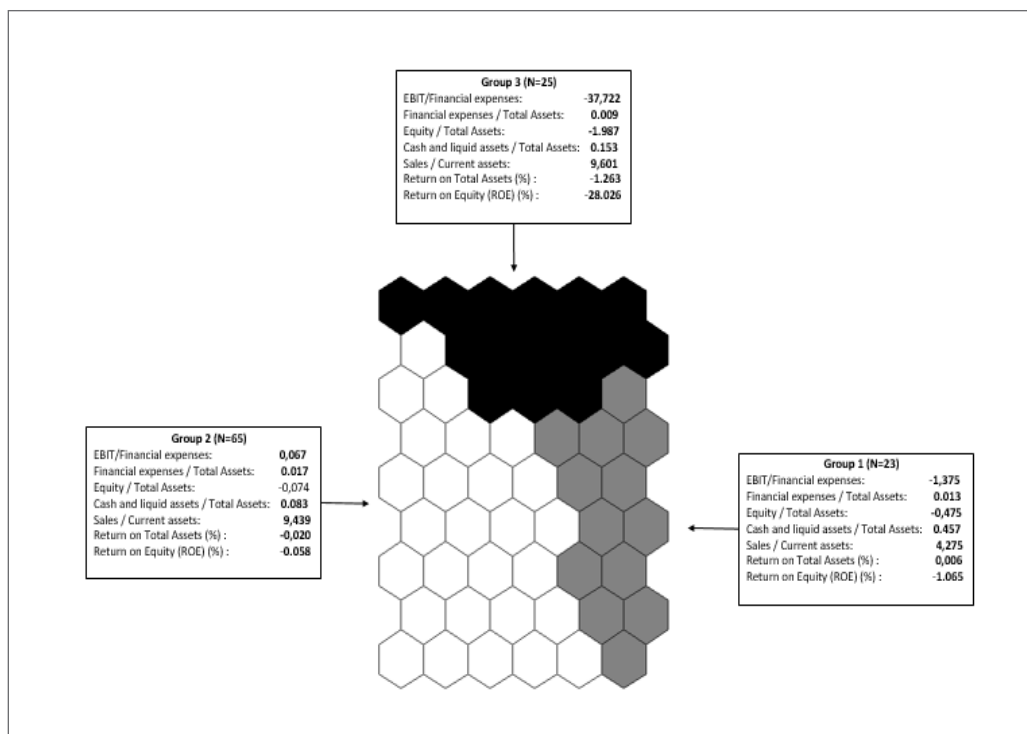 Group 3 (N=25)
EBIT/Financial expenses: -37,722
Financial expenses / Total Assets: 0.009
Equity / Total Assets: -1.987
Cash and liquid assets / Total Assets: 0.153
Sales / Current assets: 9,601
Return on Total Assets (%) : -1.263
Return on Equity (ROE) (%) : -28.026
Group 2 (N=65)
EBIT/Financial expenses: 0,067
Financial expenses / Total Assets: 0.017
Equity / Total Assets: -0,074
Cash and liquid assets / Total Assets: 0.083
Sales / Current assets: 9,439
Return on Total Assets (%) : -0,020
Return on Equity (ROE) (%) : -0.058
Group 1 (N=23)
EBIT/Financial expenses: -1,375
Financial expenses / Total Assets: 0.013
Equity / Total Assets: -0,475
Cash and liquid assets / Total Assets: 0.457
Sales / Current assets: 4,275
Return on Total Assets (%) : 0,006
Return on Equity (ROE) (%) : -1.065